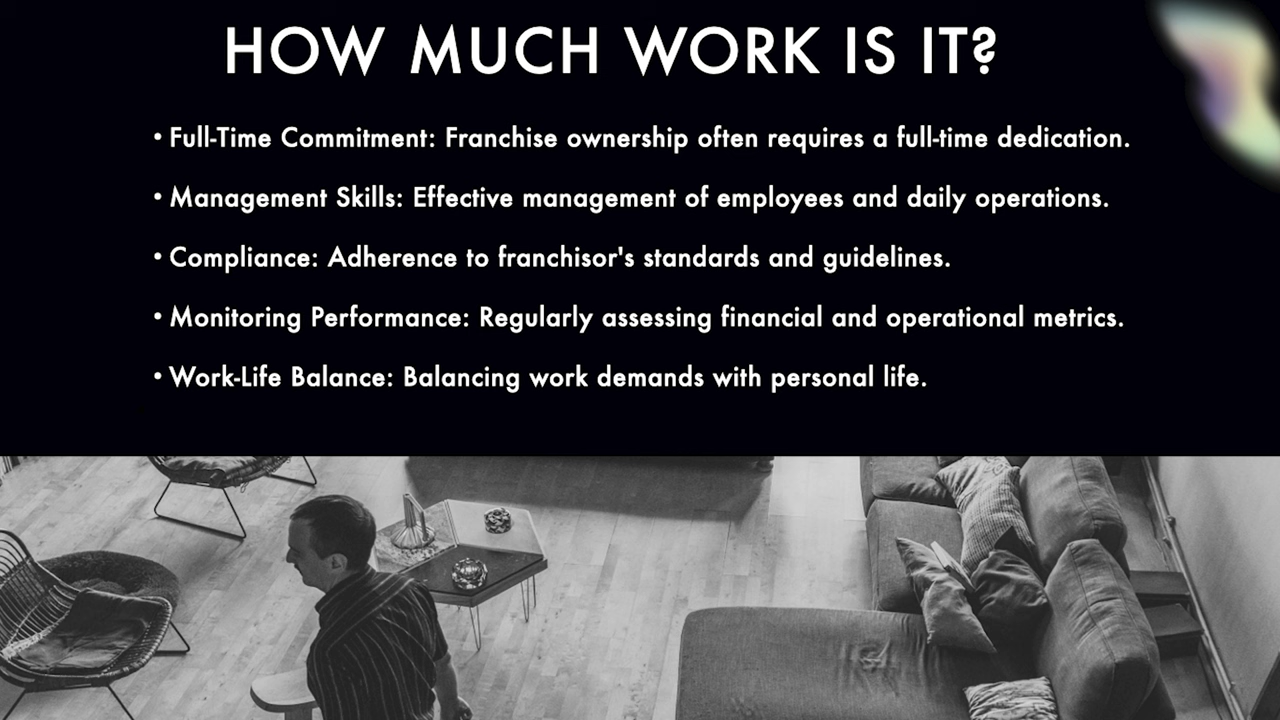 HOW MUCH WORK IS IT?
• Full-Time Commitment: Franchise ownership often requires a full-time dedication.
• Management Skills: Effective management of employees and daily operations.
• Compliance: Adherence to franchisor's standards and guidelines.
• Monitoring Performance: Regularly assessing financial and operational metrics.
• Work-Life Balance: Balancing work demands with personal life.